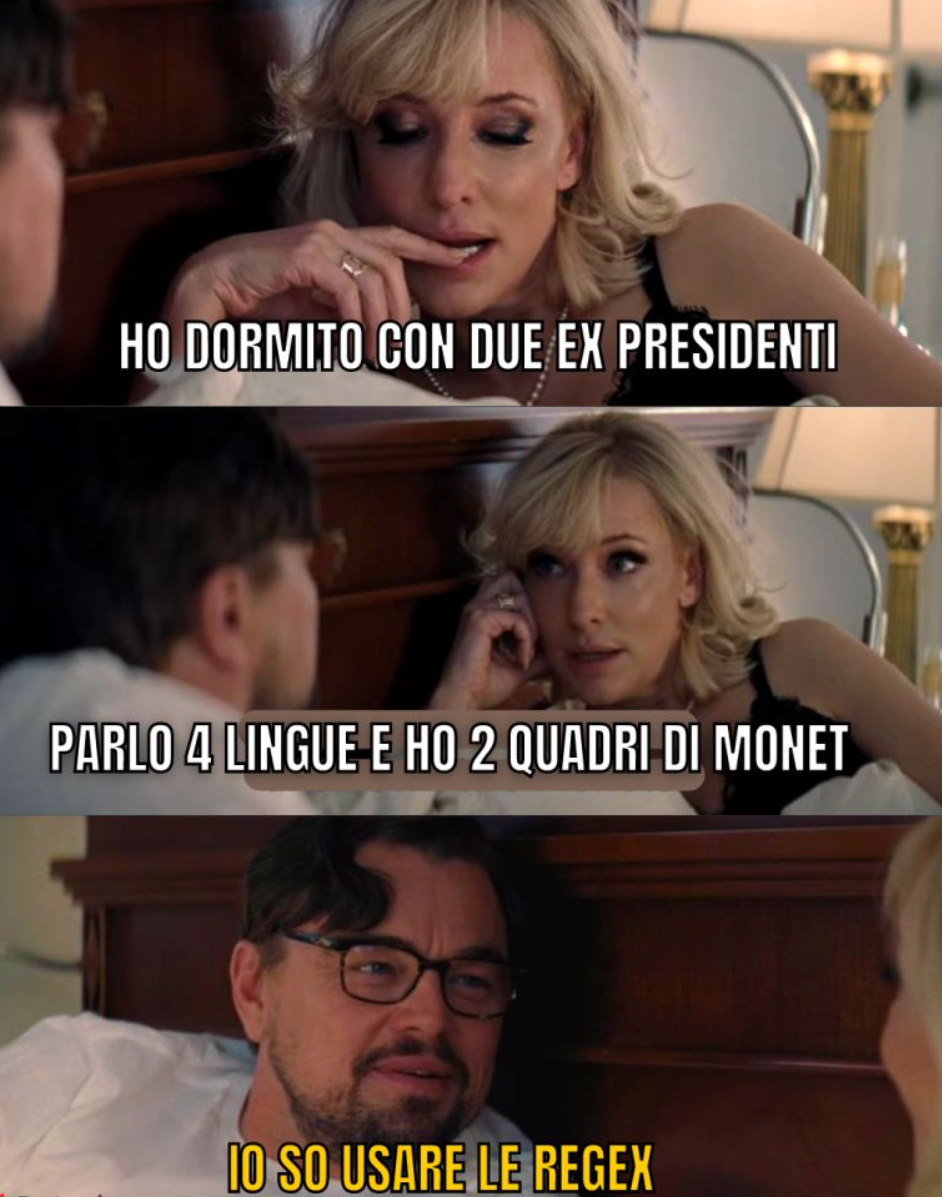 HO DORMITO CON DUE EX PRESIDENTI
PARLO 4 LINGUE E HO 2 QUADRI DI MONET
IO SO USARE LE REGEX